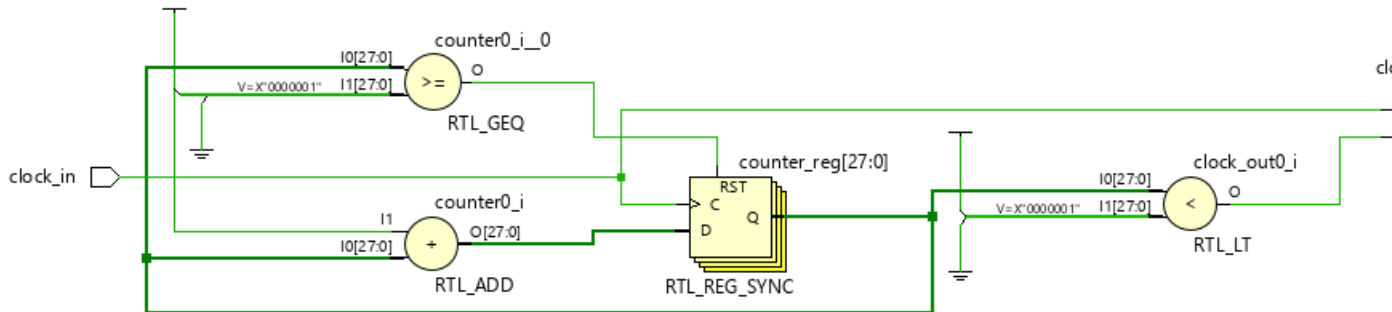 counter0_i__0
I0[27:0]
O
>=
V=X"0000001"
I1[27:0]
RTL_GEQ
clock_in
counter_reg[27:0]
RST
C
D
Q
RTL_REG_SYNC
counter0_i
I1
I0[27:0]
+
O[27:0]
RTL_ADD
clock_out0_i
I0[27:0]
O
<
V=X"0000001"
I1[27:0]
RTL_LT